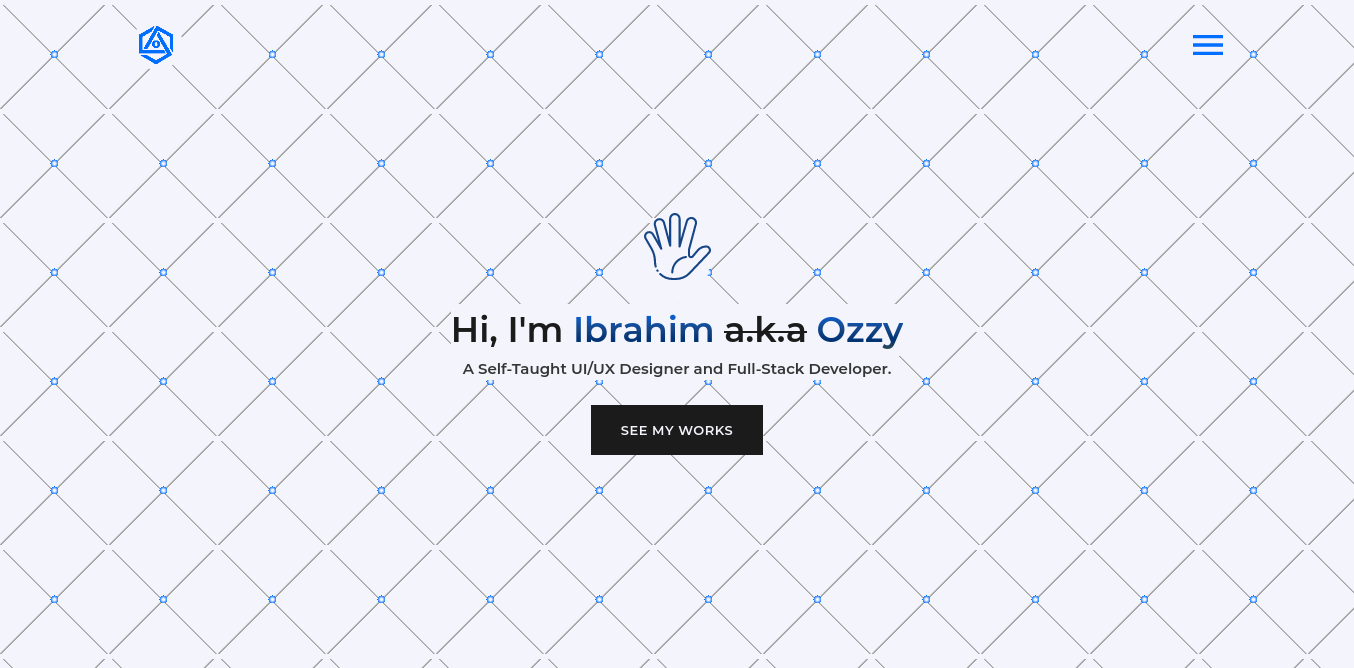 Hi, I'm Ibrahim a.k.a Ozzy
A Self-Taught UI/UX Designer and Full-Stack Developer.
SEE MY WORKS